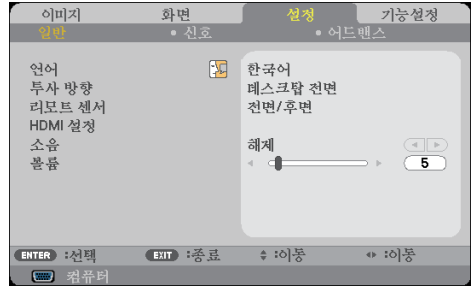 이미지 화면 설정 기능설정
일반 • 신호 • 어드밴스
언어 한국어
투사 방향 데스크탑 전면
리모트 센서 전면/후면
HDMI 설정
소음 해제
볼륨 5
ENTER :선택 EXIT :종료 :이동 :이동
컴퓨터